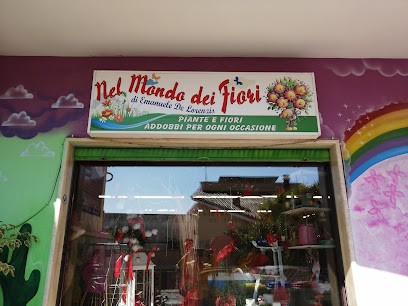 Nel Mondo dei Fiori
di Emanuele De Lorenzis
PIANTE E FIORI
ADDOBBI PER OGNI OCCASIONE